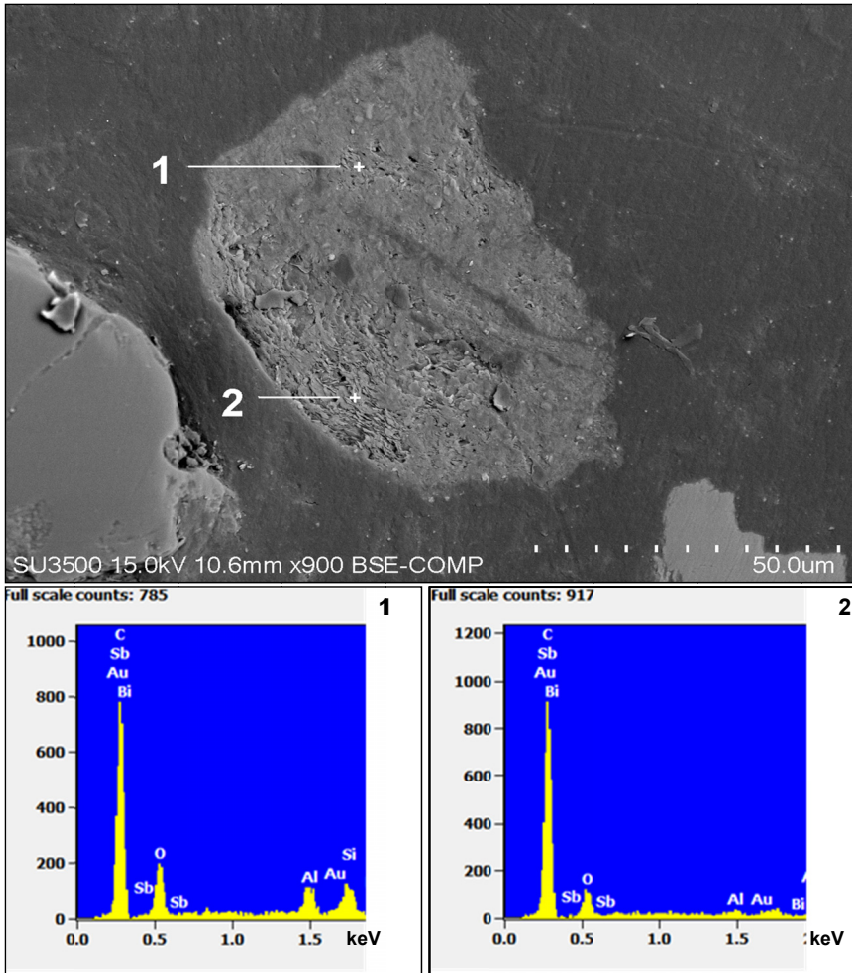 1
2
SU3500 15.0kV 10.6mm x900 BSE-COMP
50.0um
Full scale counts: 785
1
1000
800
600
400
200
0
C
Sb
Au
Bi
Sb
O
Sb
Al
Au
Si
0.0
0.5
1.0
1.5
keV
Full scale counts: 917
2
1200
1000
800
600
400
200
0
C
Sb
Au
Bi
Sb
O
Sb
Al
Au
Bi
0.0
0.5
1.0
1.5
keV